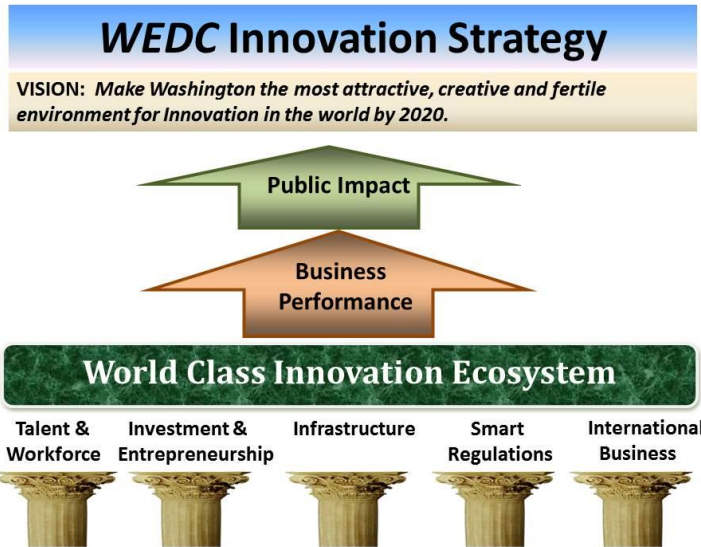 WEDC Innovation Strategy
VISION: Make Washington the most attractive, creative and fertile
environment for Innovation in the world by 2020.
Public Impact
Business
Performance
World Class Innovation Ecosystem
Talent &
Workforce
Investment &
Entrepreneurship
Infrastructure
Smart
Regulations
International
Business